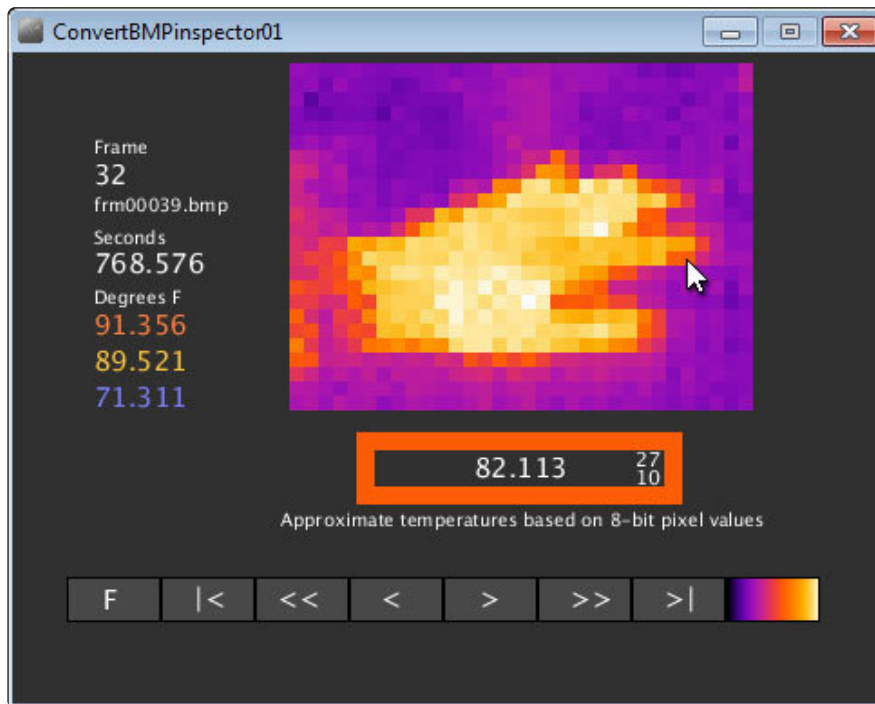 ConvertBMPinspector01
Frame
32
frm00039.bmp
Seconds
768.576
Degrees F
91.356
89.521
71.311
82.113
27
10
Approximate temperatures based on 8-bit pixel values
F |< << < > >> >|